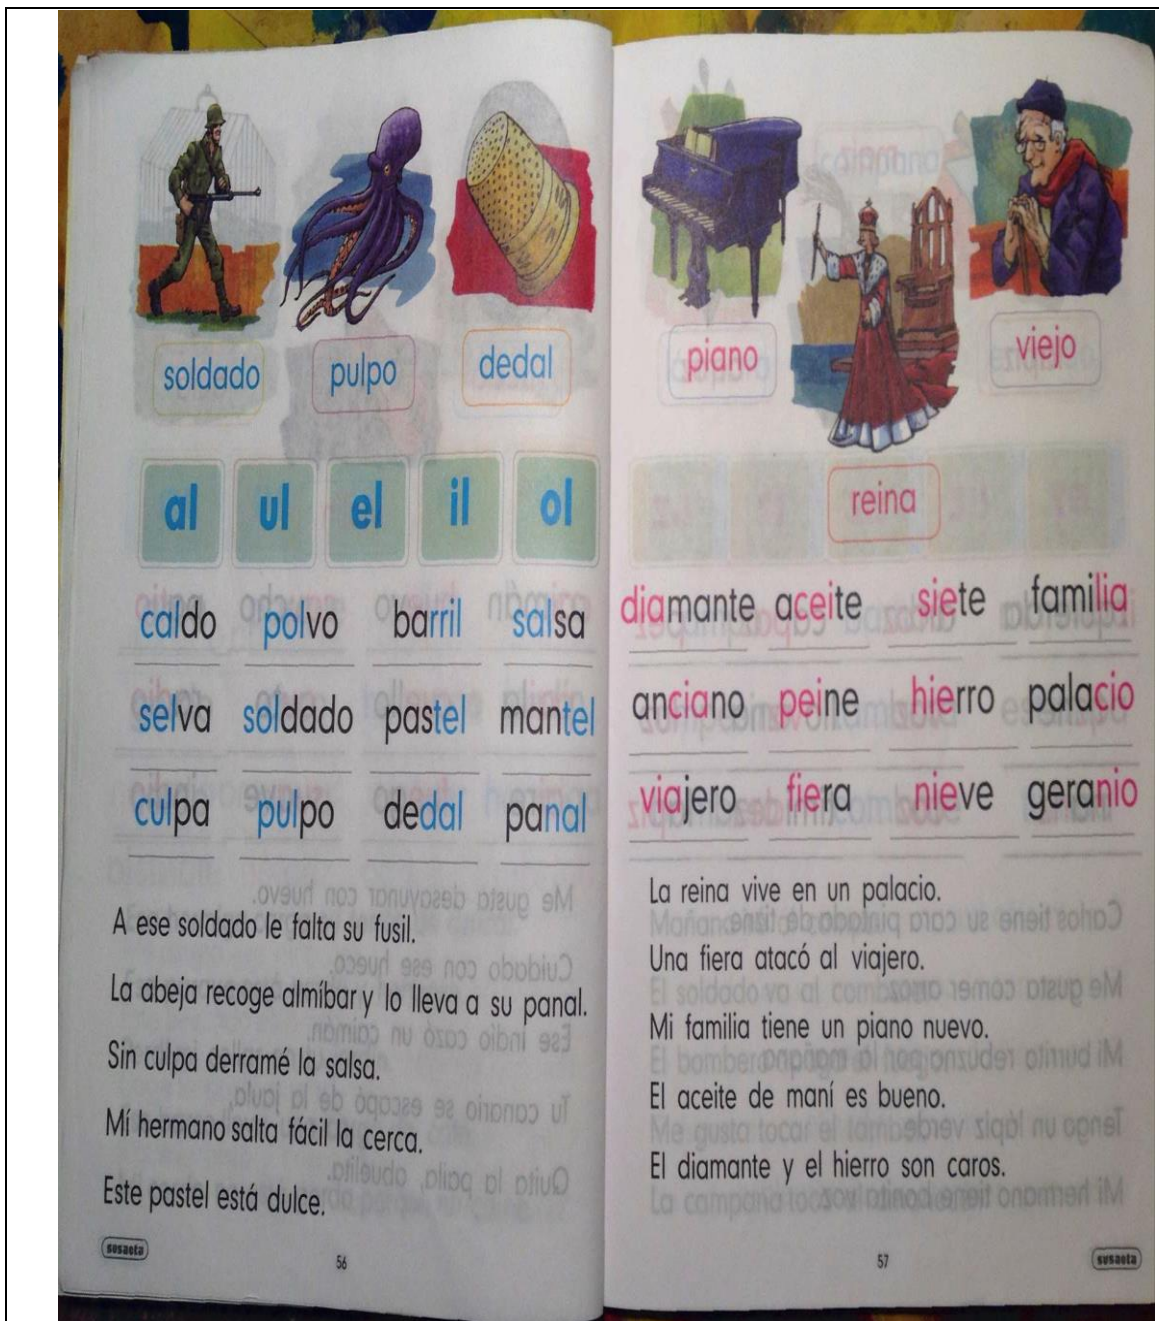 soldado pulpo dedal
al ul el il ol
caldo polvo barril salsa
selva soldado pastel mantel
culpa pulpo dedal panal
A ese soldado le falta su fusil.
La abeja recoge almíbar y lo lleva a su panal.
Sin culpa derramé la salsa.
Mí hermano salta fácil la cerca.
Este pastel está dulce.
susaeta
56
piano viejo
reina
diamante aceite siete familia
anciano peine hierro palacio
viajero fiera nieve geranio
La reina vive en un palacio.
Una fiera atacó al viajero.
Mi familia tiene un piano nuevo.
El aceite de maní es bueno.
El diamante y el hierro son caros.
57
susaeta